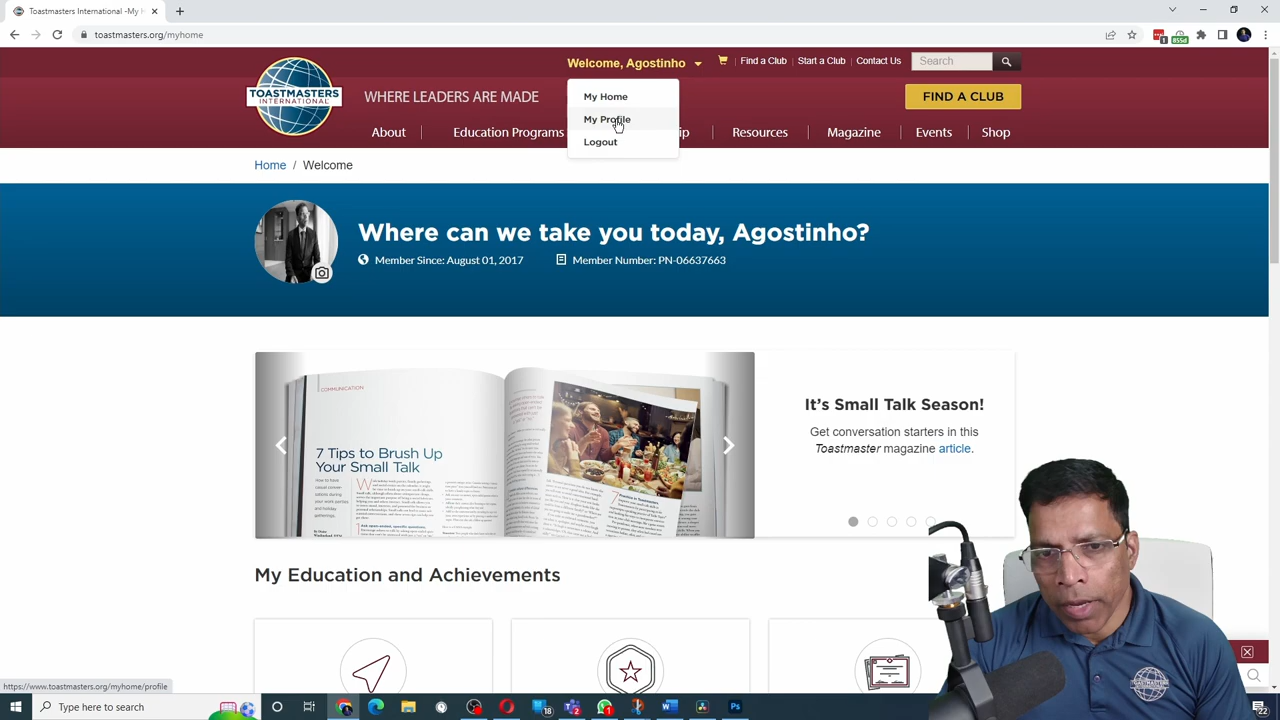 Toastmasters International -My H
toastmasters.org/myhome
Welcome, Agostinho
Find a Club
Start a Club
Contact Us
Search
TOASTMASTERS
INTERNATIONAL
WHERE LEADERS ARE MADE
My Home
My Profile
Logout
FIND A CLUB
About
Education Programs
ip
Resources
Magazine
Events
Shop
Home / Welcome
Where can we take you today, Agostinho?
Member Since: August 01, 2017
Member Number: PN-06637663
COMMUNICATION
7 Tips to Brush Up
Your Small Talk
It's Small Talk Season!
Get conversation starters in this
Toastmaster magazine article.
My Education and Achievements
https://www.toastmasters.org/myhome/profile
Type here to search
18
1
22